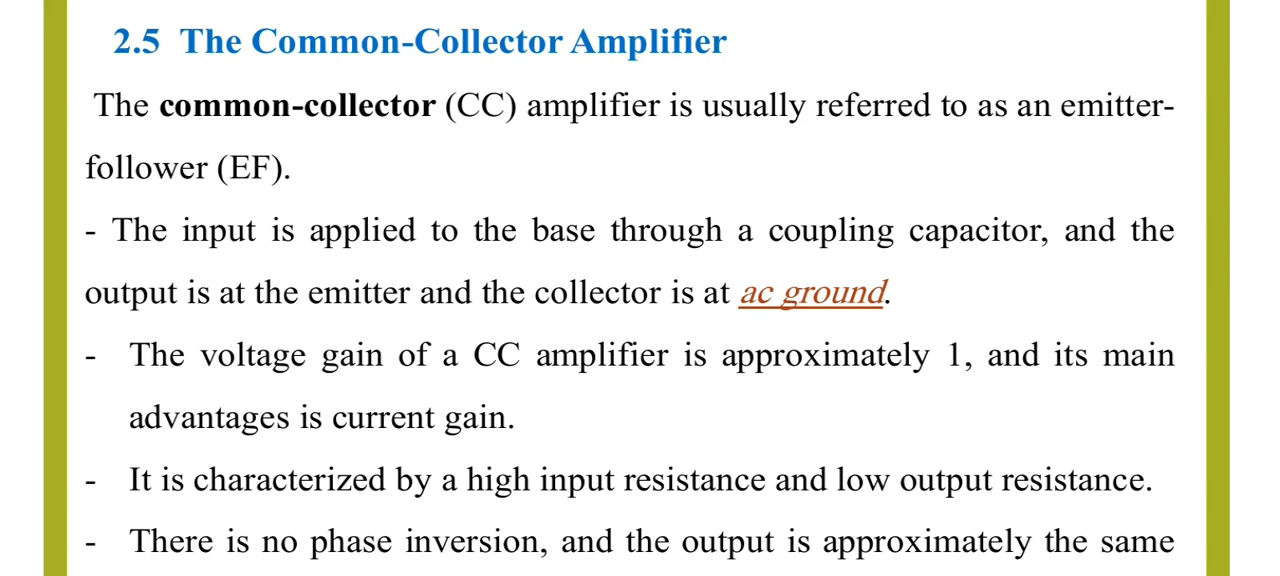 2.5 The Common-Collector Amplifier
The common-collector (CC) amplifier is usually referred to as an emitter-
follower (EF).
- The input is applied to the base through a coupling capacitor, and the
output is at the emitter and the collector is at ac ground.
- The voltage gain of a CC amplifier is approximately 1, and its main
advantages is current gain.
- It is characterized by a high input resistance and low output resistance.
- There is no phase inversion, and the output is approximately the same